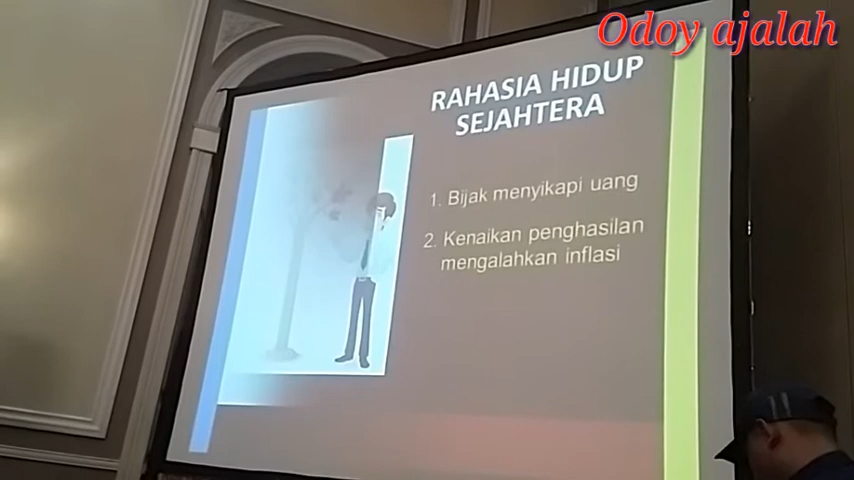 Odoy ajalah
RAHASIA HIDUP
SEJAHTERA
1. Bijak menyikapi uang
2. Kenaikan penghasilan
mengalahkan inflasi